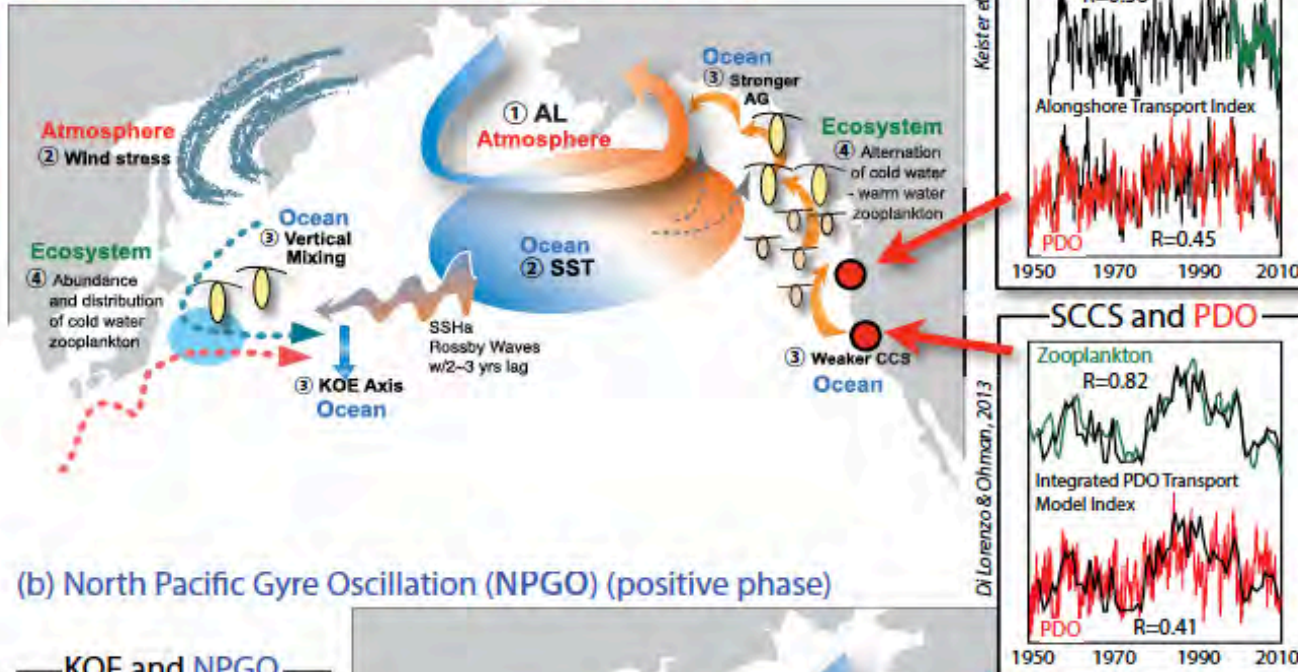 Ocean
③ Stronger
AG
① AL
Atmosphere
Atmosphere
② Wind stress
Ecosystem
④ Alternation
of cold water
- warm water
zooplankton
Ocean
③ Vertical
Mixing
Ocean
② SST
Ecosystem
④ Abundance
and distribution
of cold water
zooplankton
SSHa
Rossby Waves
w/2~3 yrs lag
③ KOE Axis
Ocean
③ Weaker CCS
Ocean
Keister et
Alongshore Transport Index
PDO
R=0.45
1950 1970 1990 2010
SCCS and PDO
Di Lorenzo & Ohman, 2013
Zooplankton
R=0.82
Integrated PDO Transport
Model Index
PDO
R=0.41
1950 1970 1990 2010
(b) North Pacific Gyre Oscillation (NPGO) (positive phase)
KOE and NPGO